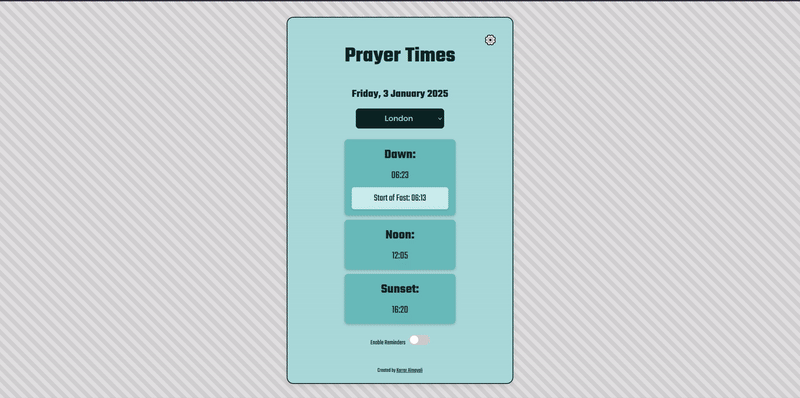 Prayer Times
Friday, 3 January 2025
London
Dawn:
06:23
Start of Fast: 06:13
Noon:
12:05
Sunset:
16:20
Enable Reminders
Created by